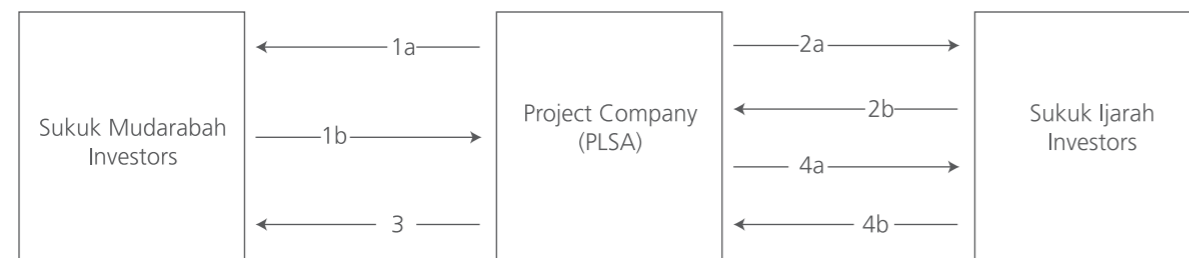 1a
2a
Sukuk Mudarabah
Investors
1b
Project Company
(PLSA)
2b
Sukuk Ijarah
Investors
4a
3
4b